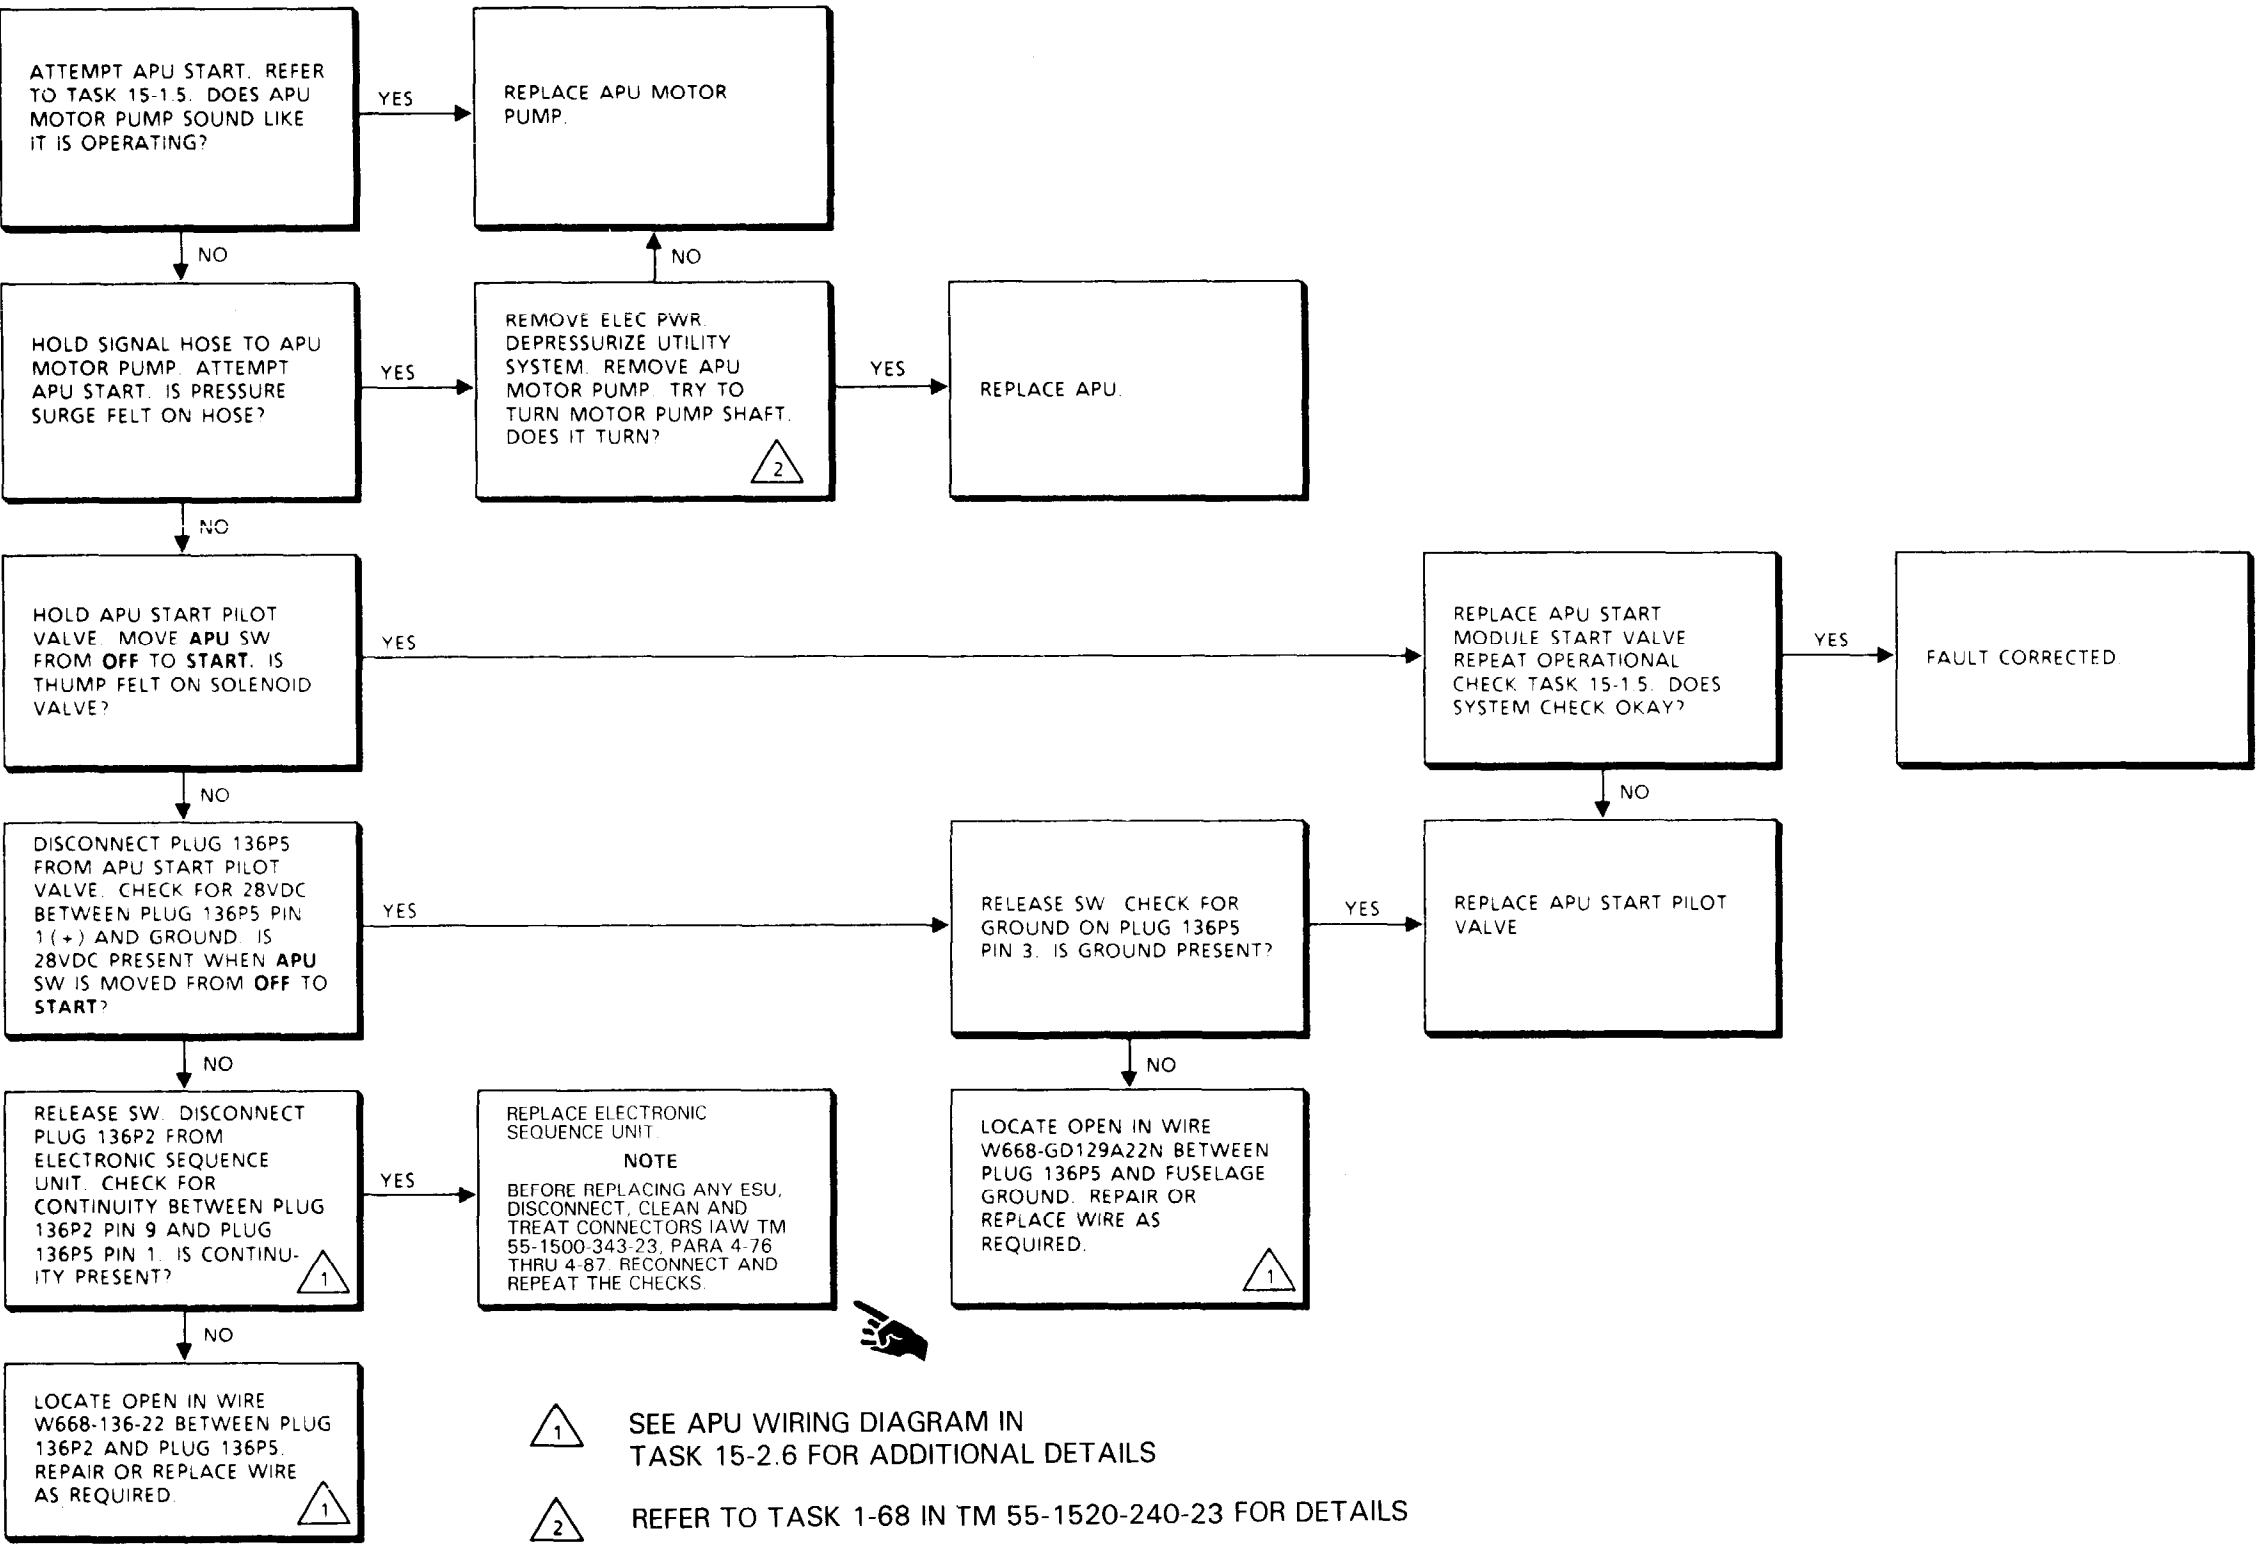 ATTEMPT APU START. REFER
TO TASK 15-1.5. DOES APU
MOTOR PUMP SOUND LIKE
IT IS OPERATING?
YES
REPLACE APU MOTOR
PUMP.
NO
NO
HOLD SIGNAL HOSE TO APU
MOTOR PUMP. ATTEMPT
APU START. IS PRESSURE
SURGE FELT ON HOSE?
YES
REMOVE ELEC PWR.
DEPRESSURIZE UTILITY
SYSTEM. REMOVE APU
MOTOR PUMP. TRY TO
TURN MOTOR PUMP SHAFT.
DOES IT TURN?
2
YES
REPLACE APU.
NO
HOLD APU START PILOT
VALVE. MOVE APU SW
FROM OFF TO START. IS
THUMP FELT ON SOLENOID
VALVE?
YES
REPLACE APU START
MODULE START VALVE
REPEAT OPERATIONAL
CHECK TASK 15-1.5. DOES
SYSTEM CHECK OKAY?
YES
FAULT CORRECTED.
NO
NO
DISCONNECT PLUG 136P5
FROM APU START PILOT
VALVE. CHECK FOR 28VDC
BETWEEN PLUG 136P5 PIN
1(+) AND GROUND. IS
28VDC PRESENT WHEN APU
SW IS MOVED FROM OFF TO
START?
YES
RELEASE SW. CHECK FOR
GROUND ON PLUG 136P5
PIN 3. IS GROUND PRESENT?
YES
REPLACE APU START PILOT
VALVE
NO
NO
RELEASE SW. DISCONNECT
PLUG 136P2 FROM
ELECTRONIC SEQUENCE
UNIT. CHECK FOR
CONTINUITY BETWEEN PLUG
136P2 PIN 9 AND PLUG
136P5 PIN 1. IS CONTINU-
ITY PRESENT?
1
YES
REPLACE ELECTRONIC
SEQUENCE UNIT.
NOTE
BEFORE REPLACING ANY ESU,
DISCONNECT, CLEAN AND
TREAT CONNECTORS IAW TM
55-1500-343-23, PARA 4-76
THRU 4-87. RECONNECT AND
REPEAT THE CHECKS.
LOCATE OPEN IN WIRE
W668-GD129A22N BETWEEN
PLUG 136P5 AND FUSELAGE
GROUND. REPAIR OR
REPLACE WIRE AS
REQUIRED.
1
NO
LOCATE OPEN IN WIRE
W668-136-22 BETWEEN PLUG
136P2 AND PLUG 136P5.
REPAIR OR REPLACE WIRE
AS REQUIRED.
1
1 SEE APU WIRING DIAGRAM IN
TASK 15-2.6 FOR ADDITIONAL DETAILS
2 REFER TO TASK 1-68 IN TM 55-1520-240-23 FOR DETAILS